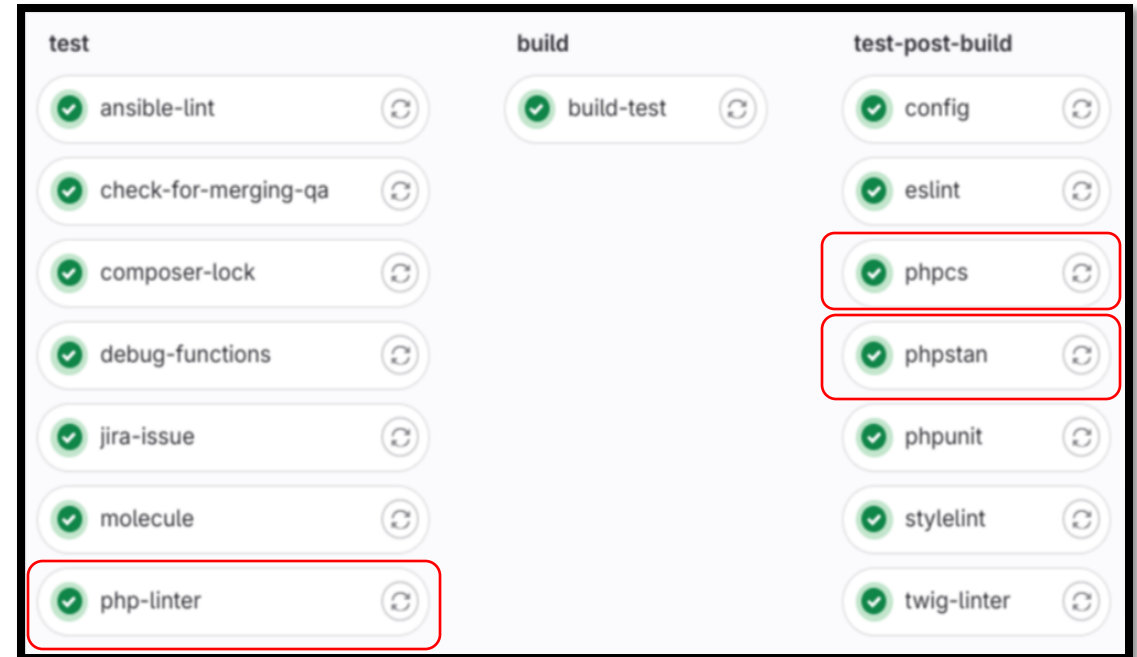 test
ansible-lint
check-for-merging-qa
composer-lock
debug-functions
jira-issue
molecule
php-linter
build
build-test
test-post-build
config
eslint
phpcs
phpstan
phpunit
stylelint
twig-linter